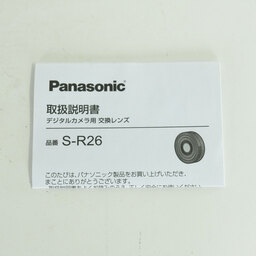 Panasonic
取扱説明書
デジタルカメラ用 交換レンズ
品番 S-R26
このたびは、パナソニック製品をお買い上げいただき、
まことにありがとうございます。